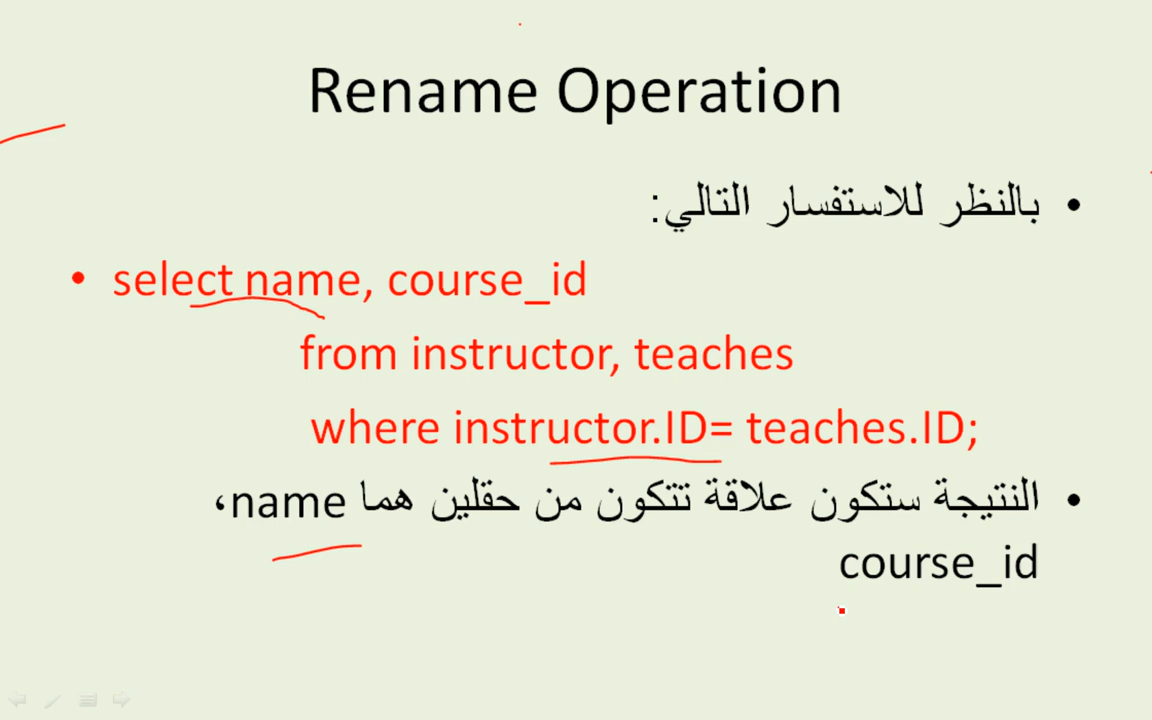 Rename Operation
• بالنظر للاستفسار التالي:
• select name, course_id
from instructor, teaches
where instructor.ID= teaches.ID;
• النتيجة ستكون علاقة تتكون من حقلين هما name،
course_id